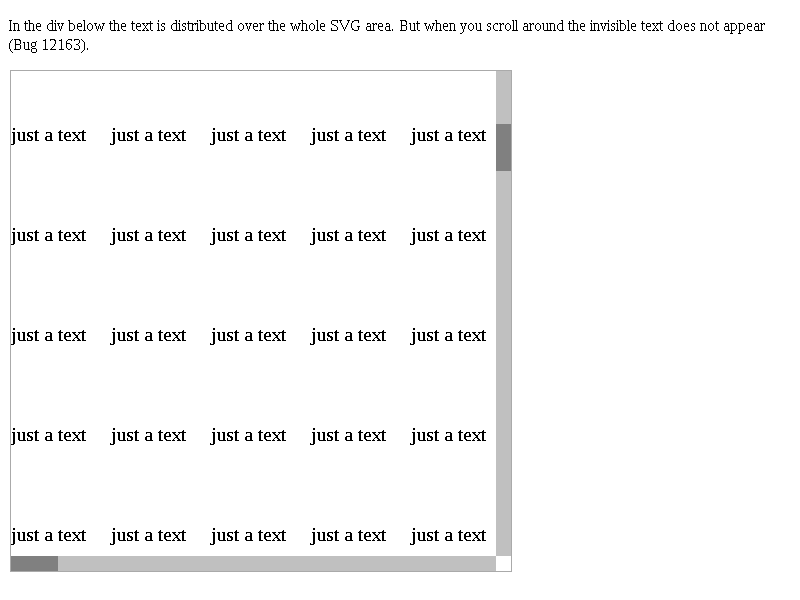 In the div below the text is distributed over the whole SVG area. But when you scroll around the invisible text does not appear
(Bug 12163).
just a text just a text just a text just a text just a text
just a text just a text just a text just a text just a text
just a text just a text just a text just a text just a text
just a text just a text just a text just a text just a text
just a text just a text just a text just a text just a text